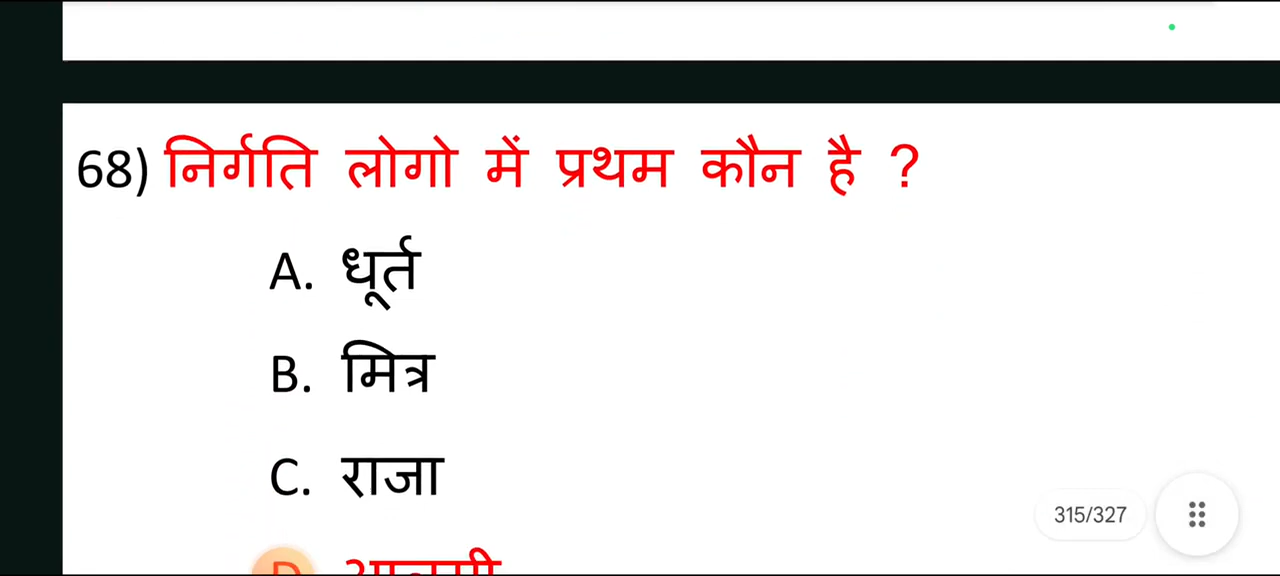 68) निर्गति लोगो में प्रथम कौन है ?
A. धूर्त
B. मित्र
C. राजा
315/327
D.